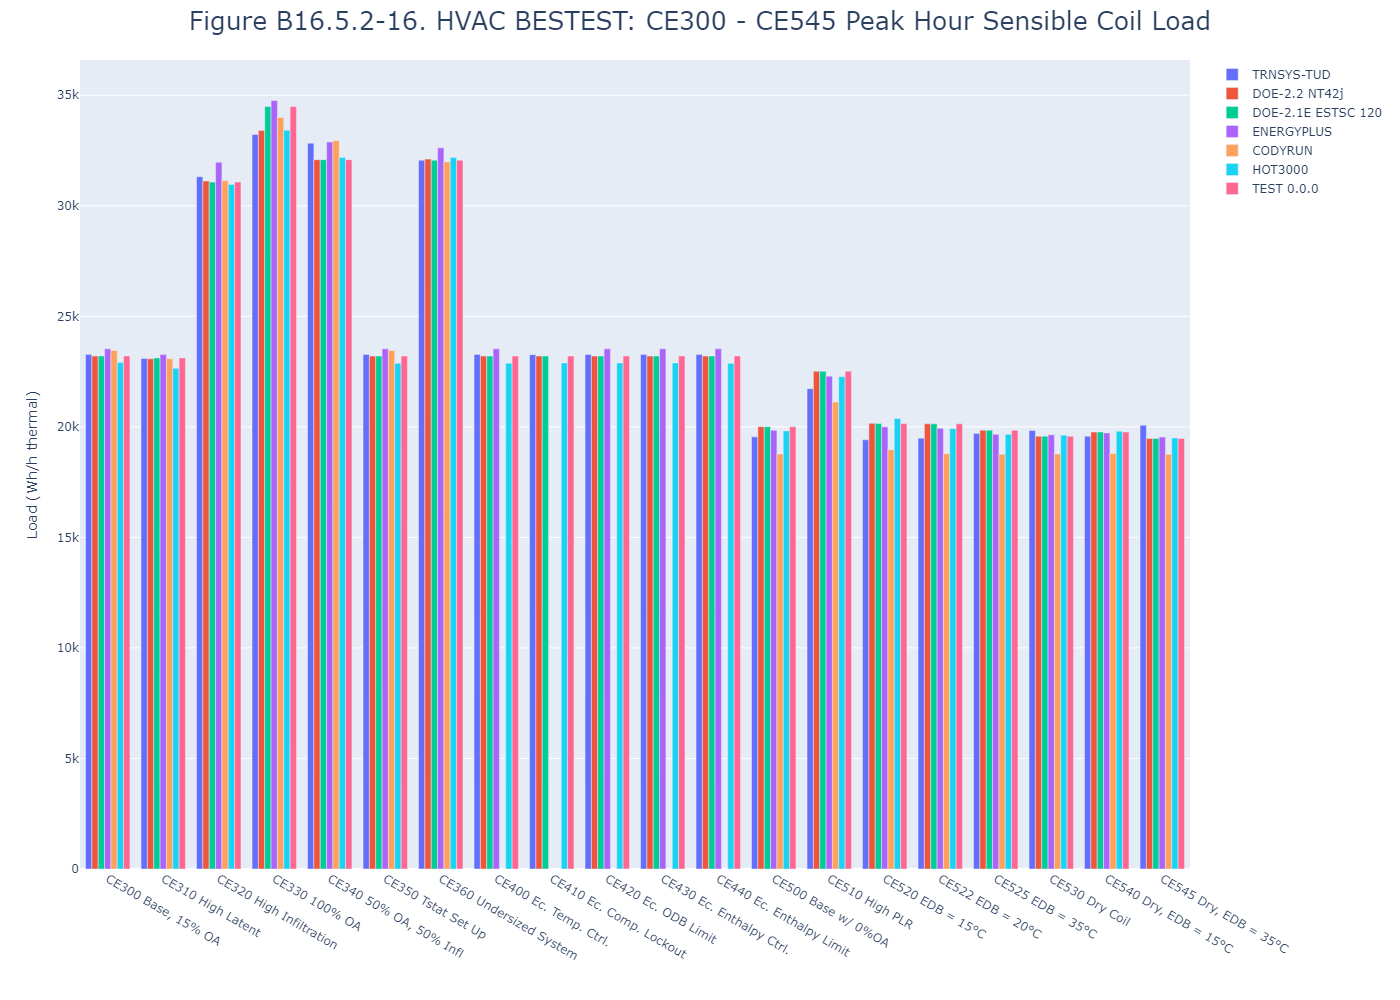 Figure B16.5.2-16. HVAC BESTEST: CE300 - CE545 Peak Hour Sensible Coil Load
TRNSYS-TUD
DOE-2.2 NT42j
DOE-2.1E ESTSC 120
ENERGYPLUS
CODYRUN
HOT3000
TEST 0.0.0
Load (Wh/h thermal)
35k
30k
25k
20k
15k
10k
5k
0
CE300 Base, 15% OA
CE310 High Latent
CE320 High Infiltration
CE330 100% OA
CE340 50% OA, 50% Infl
CE350 Tstat Set Up
CE360 Undersized System
CE400 Ec. Temp. Ctrl.
CE410 Ec. Comp. Lockout
CE420 Ec. ODB Limit
CE430 Ec. Enthalpy Ctrl.
CE440 Ec. Enthalpy Limit
CE500 Base w/ 0%OA
CE510 High PLR
CE520 EDB = 15°C
CE522 EDB = 20°C
CE525 EDB = 35°C
CE530 Dry Coil
CE540 Dry, EDB = 15°C
CE545 Dry, EDB = 35°C